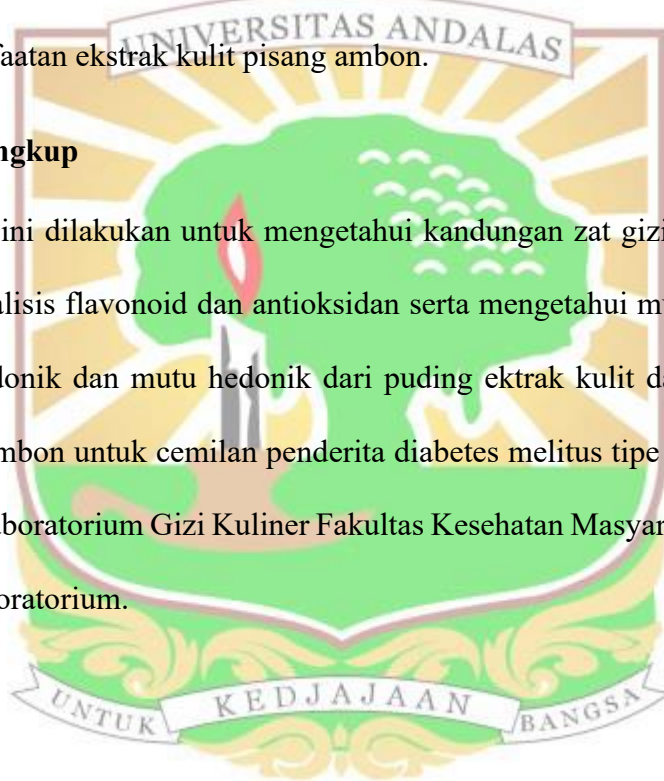 UNIVERSITAS ANDALAS
faatan ekstrak kulit pisang ambon.
ngkup
ini dilakukan untuk mengetahui kandungan zat gizi
alisis flavonoid dan antioksidan serta mengetahui mu
donik dan mutu hedonik dari puding ektrak kulit da
mbon untuk cemilan penderita diabetes melitus tipe
aboratorium Gizi Kuliner Fakultas Kesehatan Masyar
oratorium.
UNTUK KEDJAJAAN BANGSA